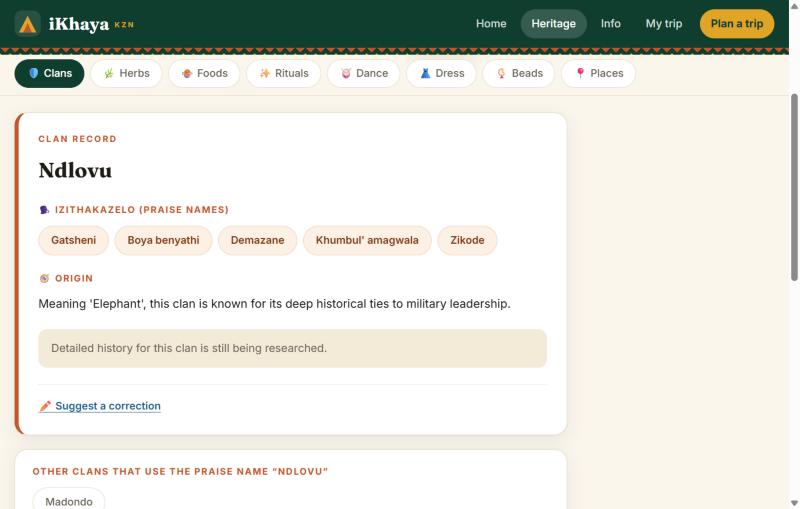 iKhaya KZN
Home Heritage Info My trip Plan a trip
Clans Herbs Foods Rituals Dance Dress Beads Places
CLAN RECORD
Ndlovu
IZITHAKAZELO (PRAISE NAMES)
Gatsheni Boya benyathi Demazane Khumbul' amagwala Zikode
ORIGIN
Meaning 'Elephant', this clan is known for its deep historical ties to military leadership.
Detailed history for this clan is still being researched.
Suggest a correction
OTHER CLANS THAT USE THE PRAISE NAME “NDLOVU”
Madondo